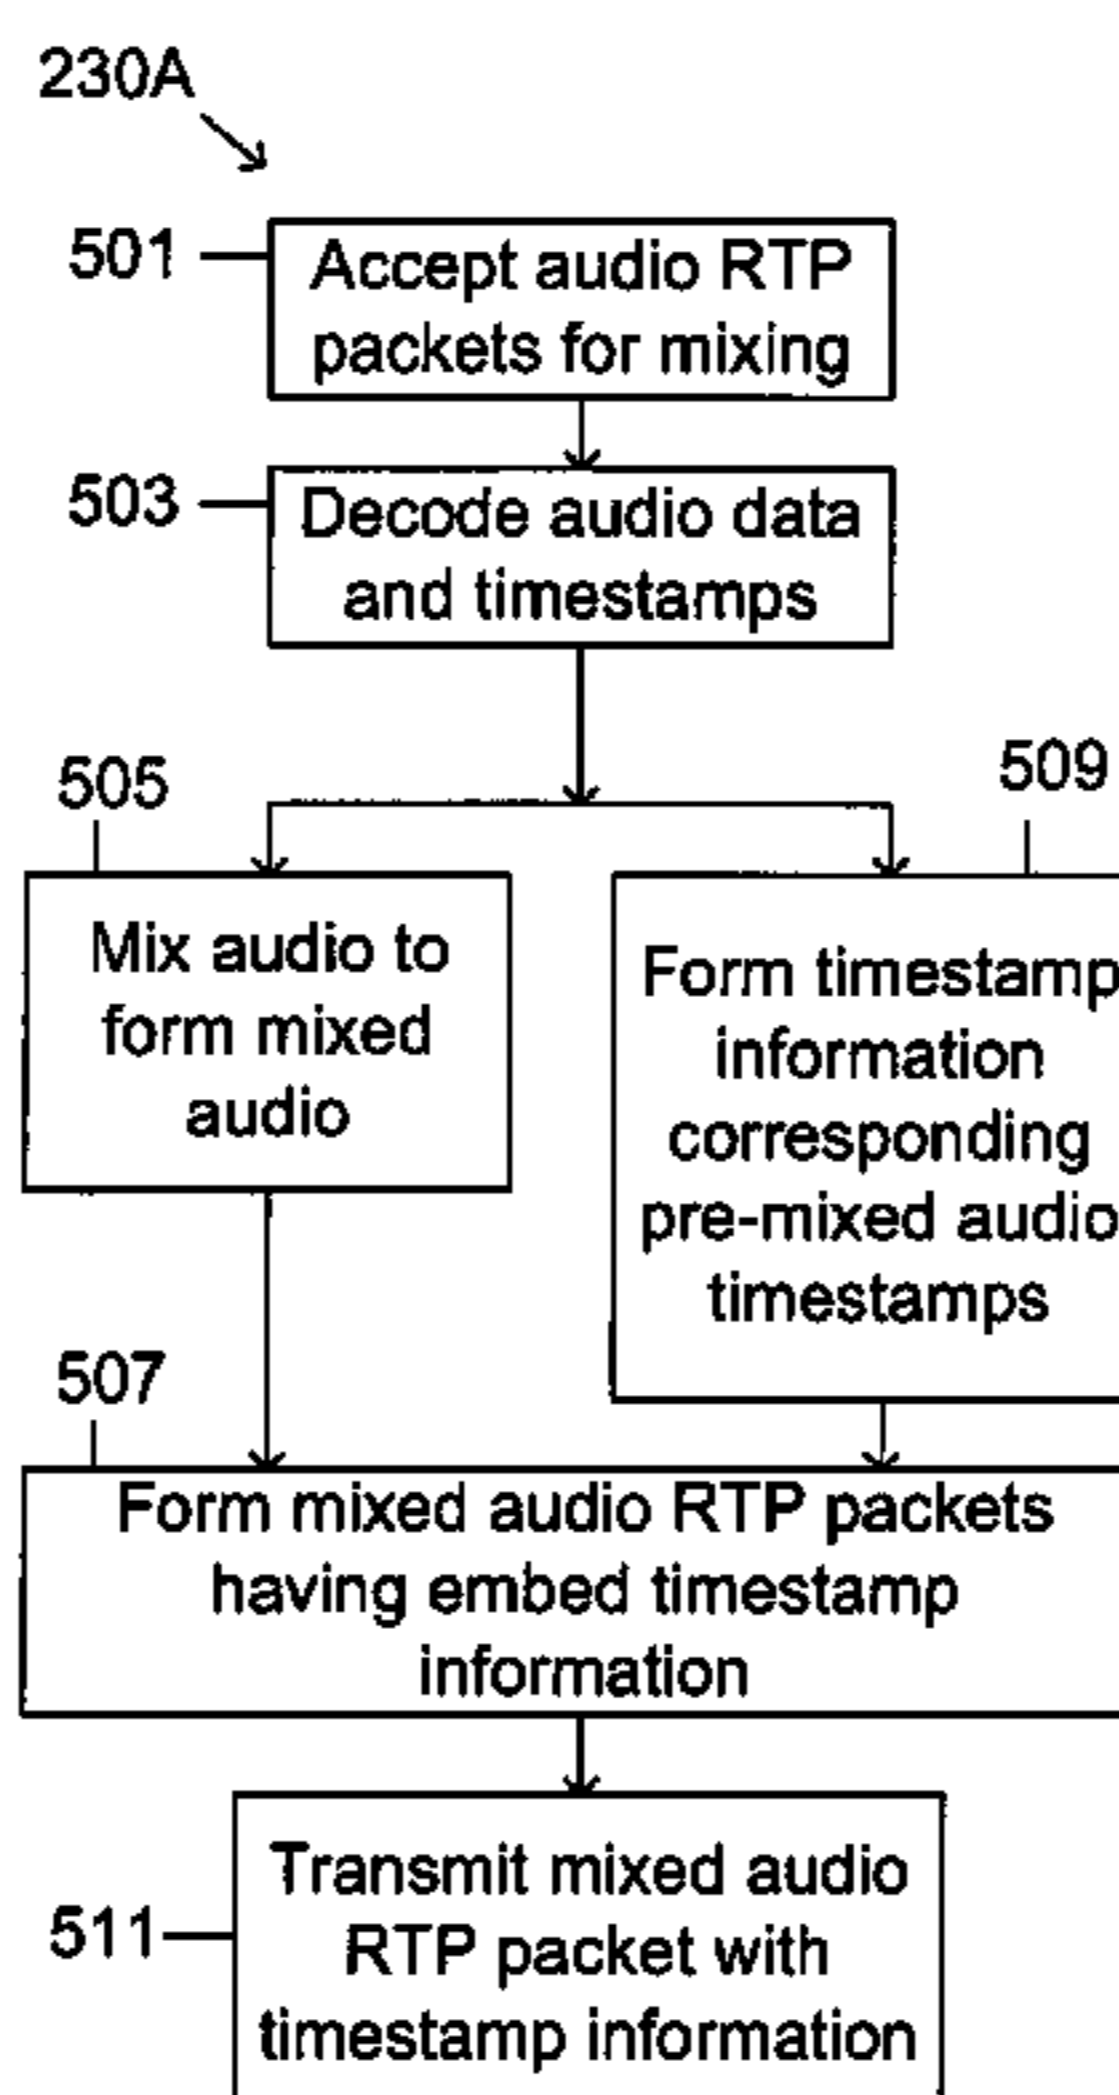 230A
501
Accept audio RTP
packets for mixing
503
Decode audio data
and timestamps
505
509
Mix audio to
form mixed
audio
Form timestamp
information
corresponding
pre-mixed audio
timestamps
507
Form mixed audio RTP packets
having embed timestamp
information
511
Transmit mixed audio
RTP packet with
timestamp information